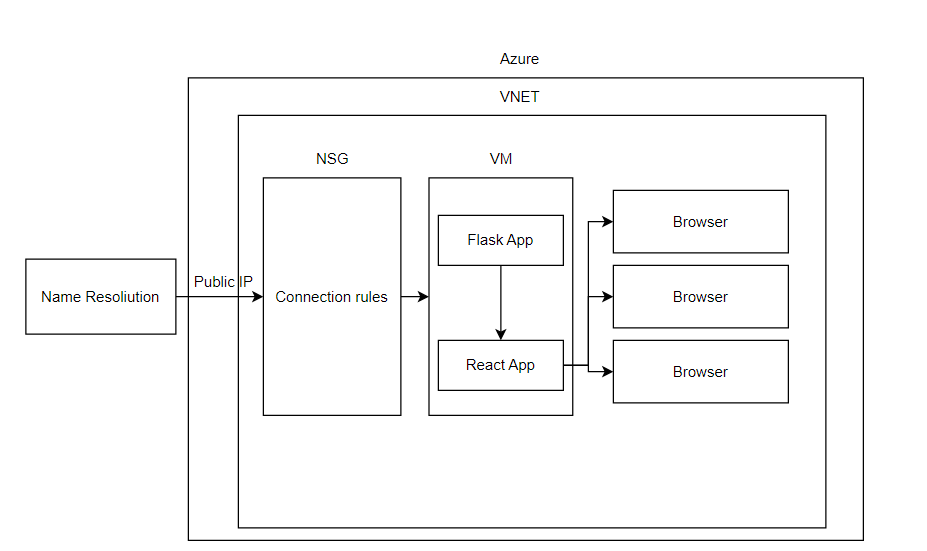 Azure
VNET
NSG
VM
Flask App
Browser
Name Resoliution
Public IP
Connection rules
Browser
React App
Browser